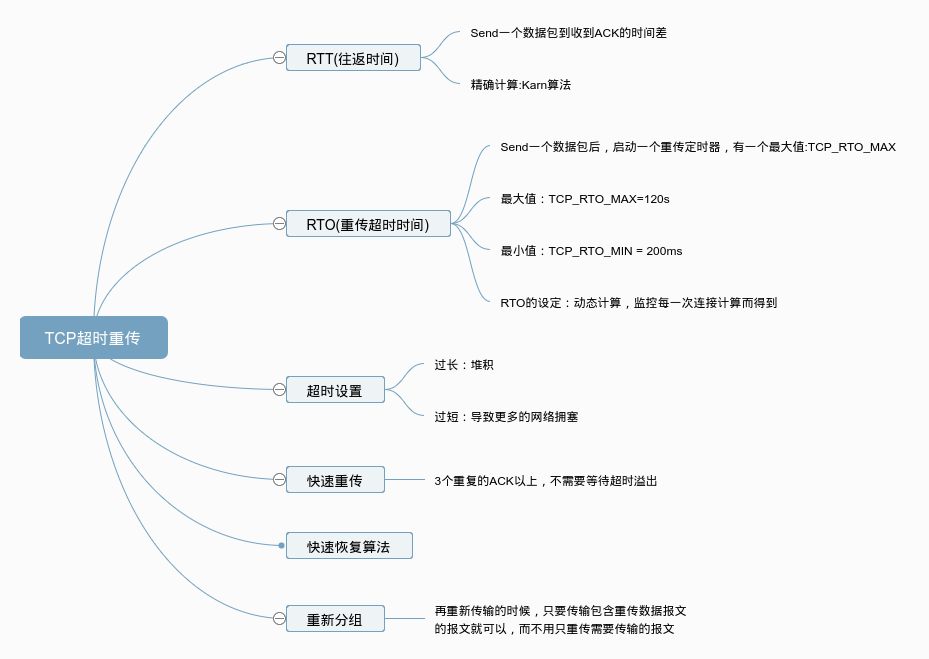 RTT(往返时间)
Send一个数据包到收到ACK的时间差
精确计算:Karn算法
RTO(重传超时时间)
Send一个数据包后，启动一个重传定时器，有一个最大值:TCP_RTO_MAX
最大值：TCP_RTO_MAX=120s
最小值：TCP_RTO_MIN = 200ms
RTO的设定：动态计算，监控每一次连接计算而得到
TCP超时重传
超时设置
过长：堆积
过短：导致更多的网络拥塞
快速重传
3个重复的ACK以上，不需要等待超时溢出
快速恢复算法
重新分组
再重新传输的时候，只要传输包含重传数据报文
的报文就可以，而不用只重传需要传输的报文